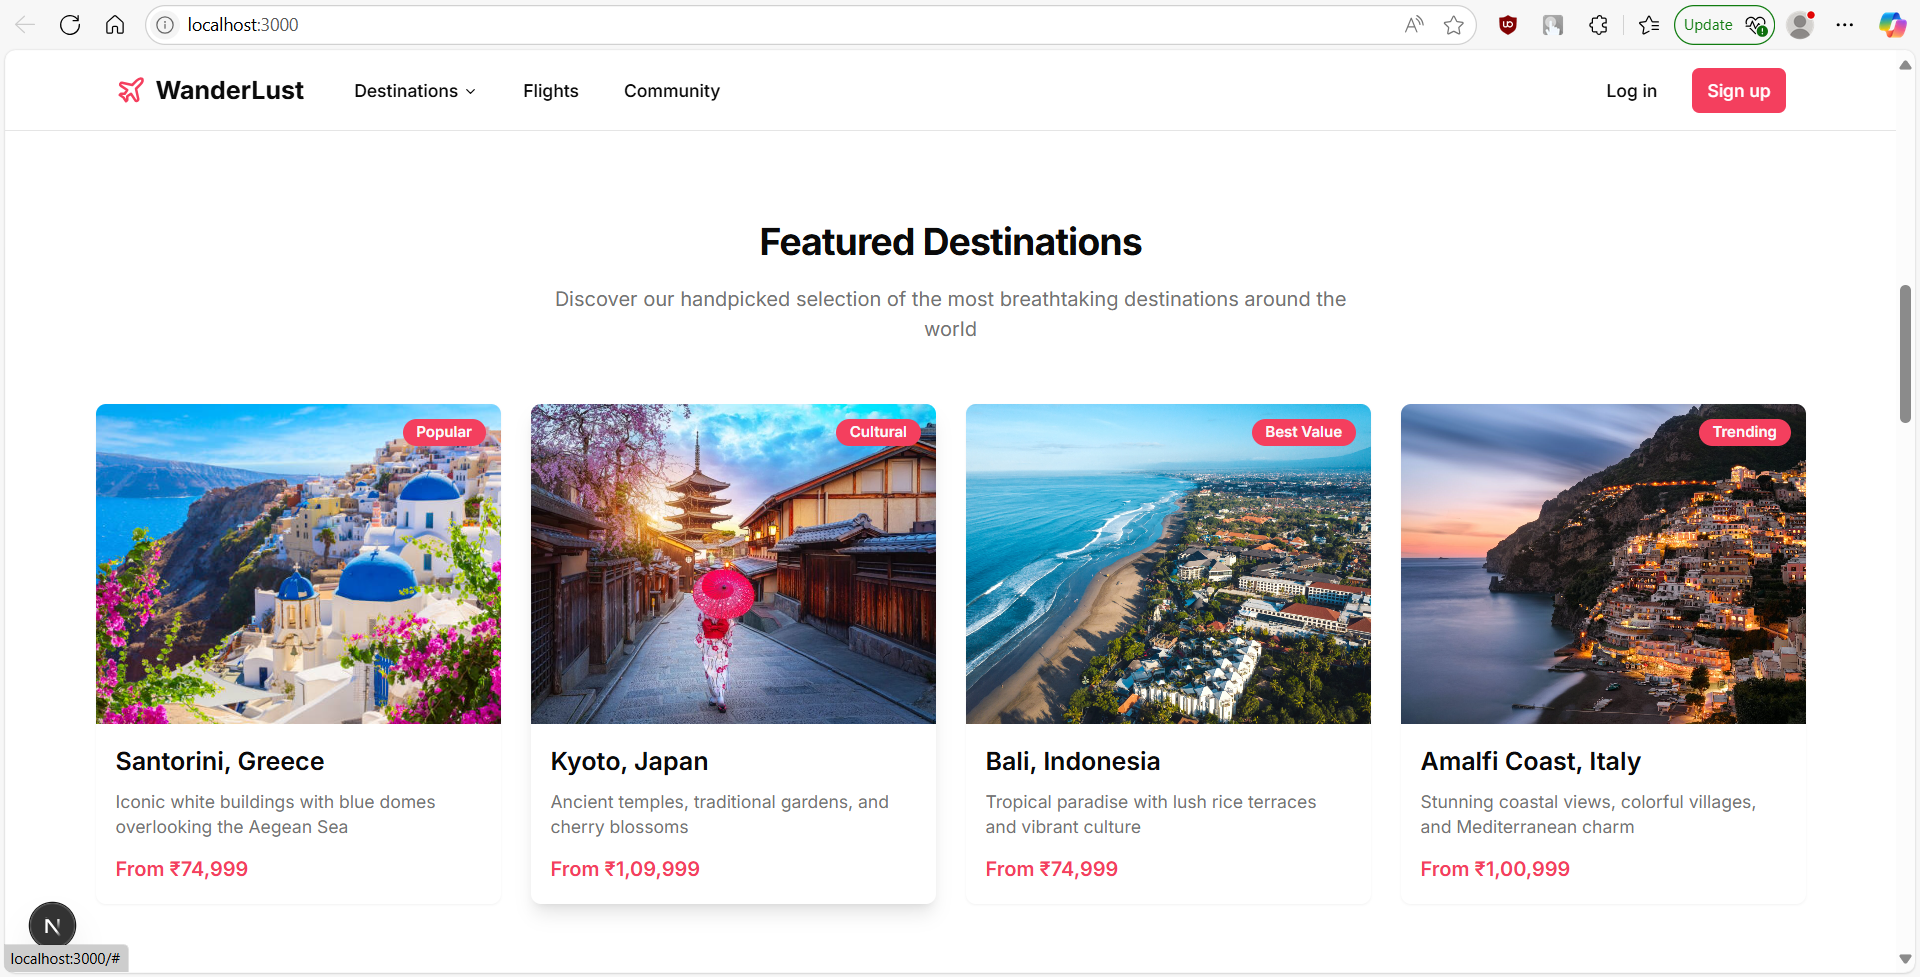 localhost:3000
Update
WanderLust
Destinations
Flights
Community
Log in
Sign up
Featured Destinations
Discover our handpicked selection of the most breathtaking destinations around the
world
Popular
Cultural
Best Value
Trending
Santorini, Greece
Iconic white buildings with blue domes
overlooking the Aegean Sea
From ₹74,999
Kyoto, Japan
Ancient temples, traditional gardens, and
cherry blossoms
From ₹1,09,999
Bali, Indonesia
Tropical paradise with lush rice terraces
and vibrant culture
From ₹74,999
Amalfi Coast, Italy
Stunning coastal views, colorful villages,
and Mediterranean charm
From ₹1,00,999
N
localhost:3000/#